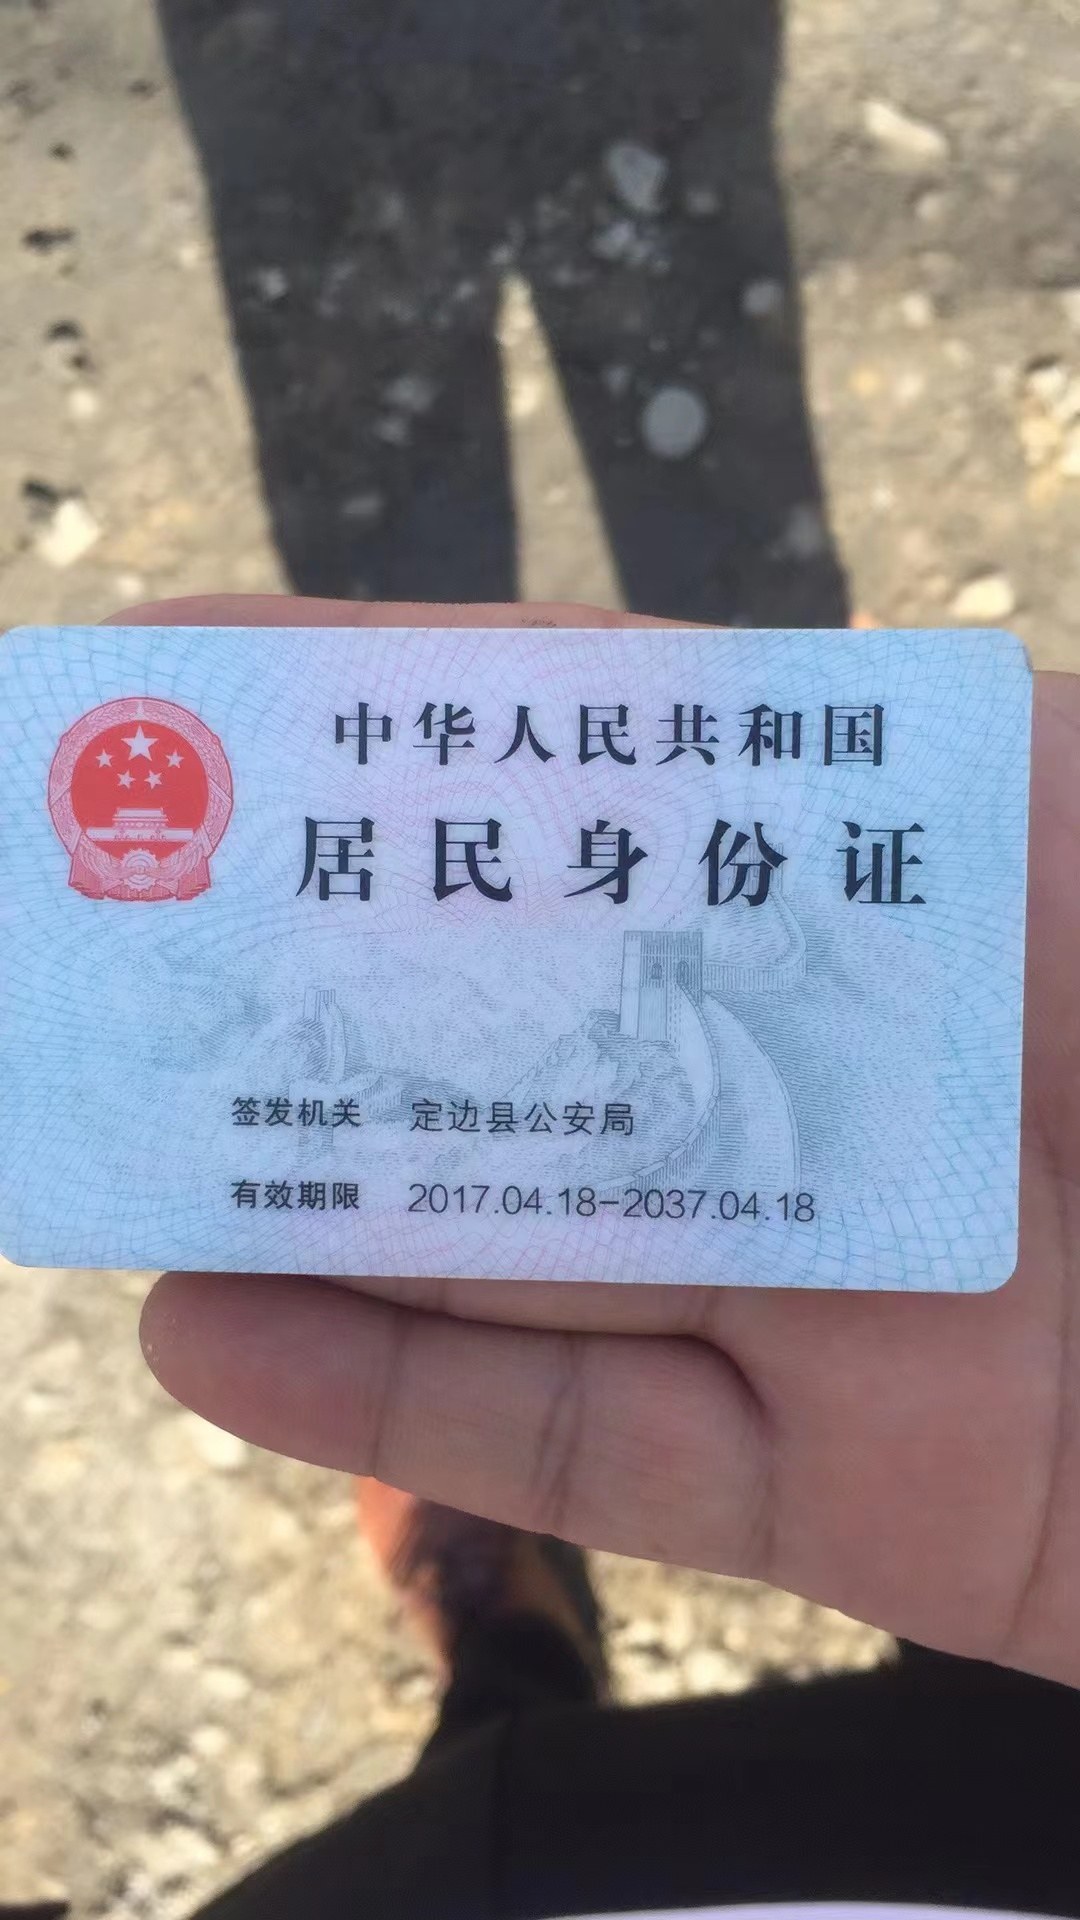 中华人民共和国
居民身份证
签发机关 定边县公安局
有效期限 2017.04.18-2037.04.18